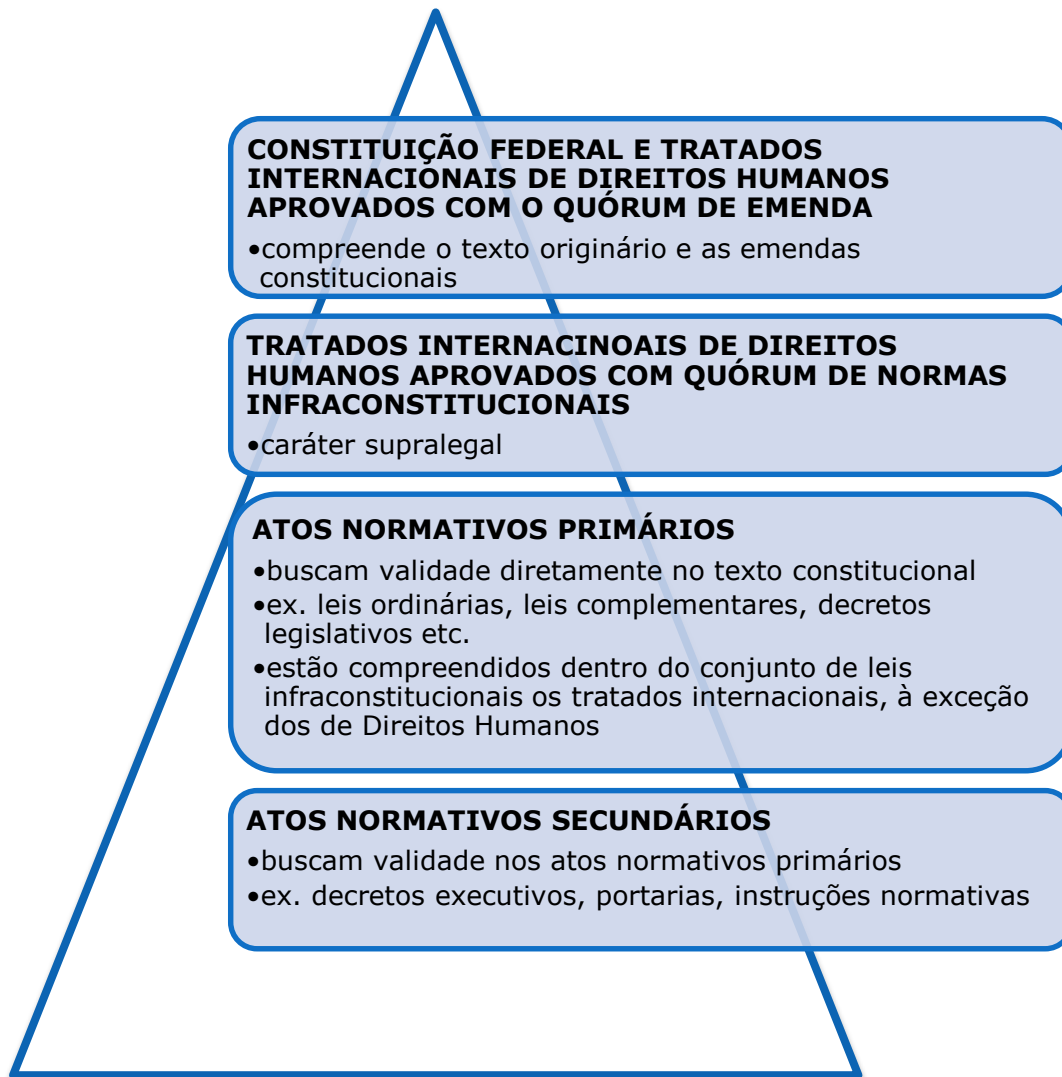 CONSTITUIÇÃO FEDERAL E TRATADOS
INTERNACIONAIS DE DIREITOS HUMANOS
APROVADOS COM O QUÓRUM DE EMENDA
•compreende o texto originário e as emendas
constitucionais
TRATADOS INTERNACINOAIS DE DIREITOS
HUMANOS APROVADOS COM QUÓRUM DE NORMAS
INFRACONSTITUCIONAIS
•caráter supralegal
ATOS NORMATIVOS PRIMÁRIOS
•buscam validade diretamente no texto constitucional
•ex. leis ordinárias, leis complementares, decretos
legislativos etc.
•estão compreendidos dentro do conjunto de leis
infraconstitucionais os tratados internacionais, à exceção
dos de Direitos Humanos
ATOS NORMATIVOS SECUNDÁRIOS
•buscam validade nos atos normativos primários
•ex. decretos executivos, portarias, instruções normativas